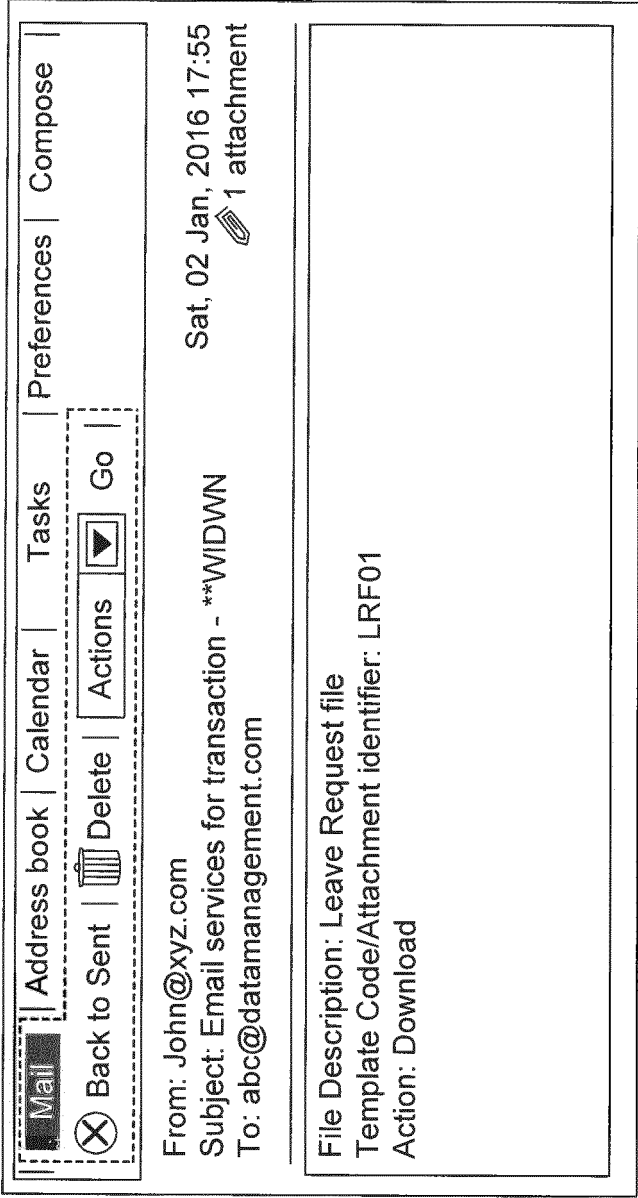 Mail | Address book | Calendar | Tasks | Preferences | Compose |
Back to Sent | Delete | Actions Go |
From: John@xyz.com
Sat, 02 Jan, 2016 17:55
Subject: Email services for transaction - **WIDWN
1 attachment
To: abc@datamanagement.com
File Description: Leave Request file
Template Code/Attachment identifier: LRF01
Action: Download